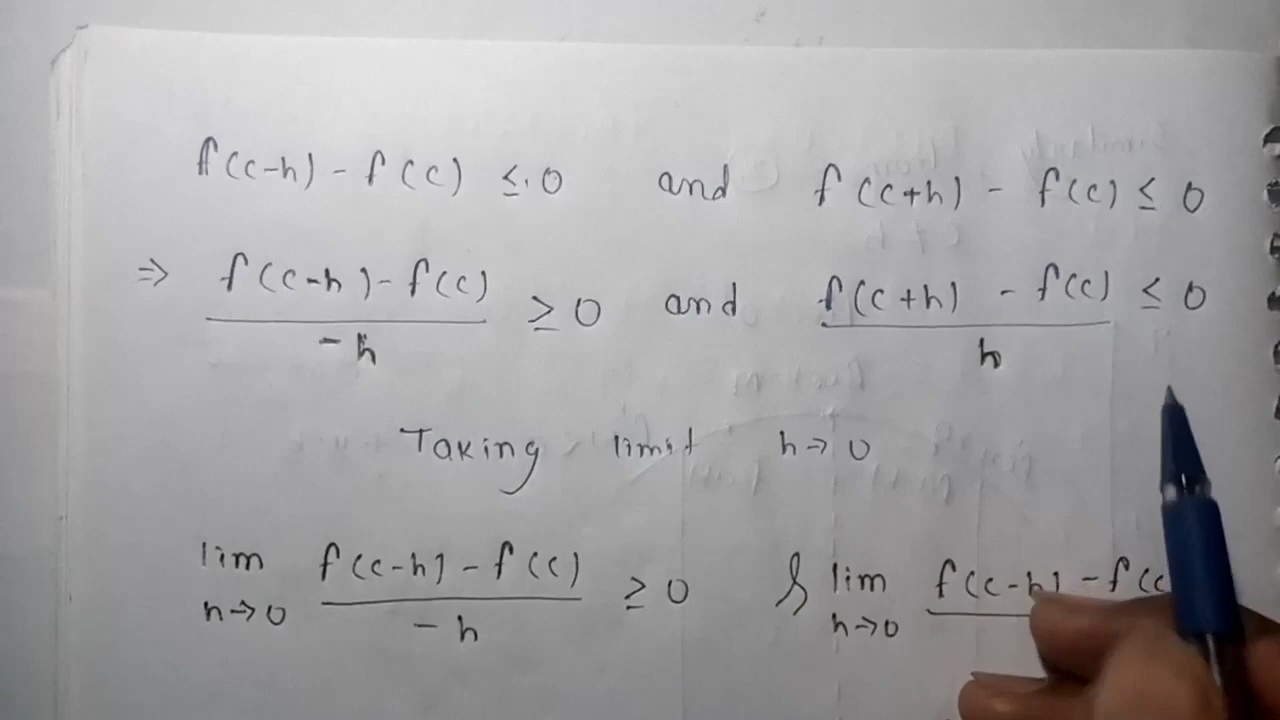 f(c-h) - f(c) ≤ 0 and f(c+h) - f(c) ≤ 0
⇒ f(c-h) - f(c) / -h ≥ 0 and f(c+h) - f(c) / h ≤ 0
Taking limit h→0
lim h→0 f(c-h) - f(c) / -h ≥ 0 & lim h→0 f(c-h) - f(c